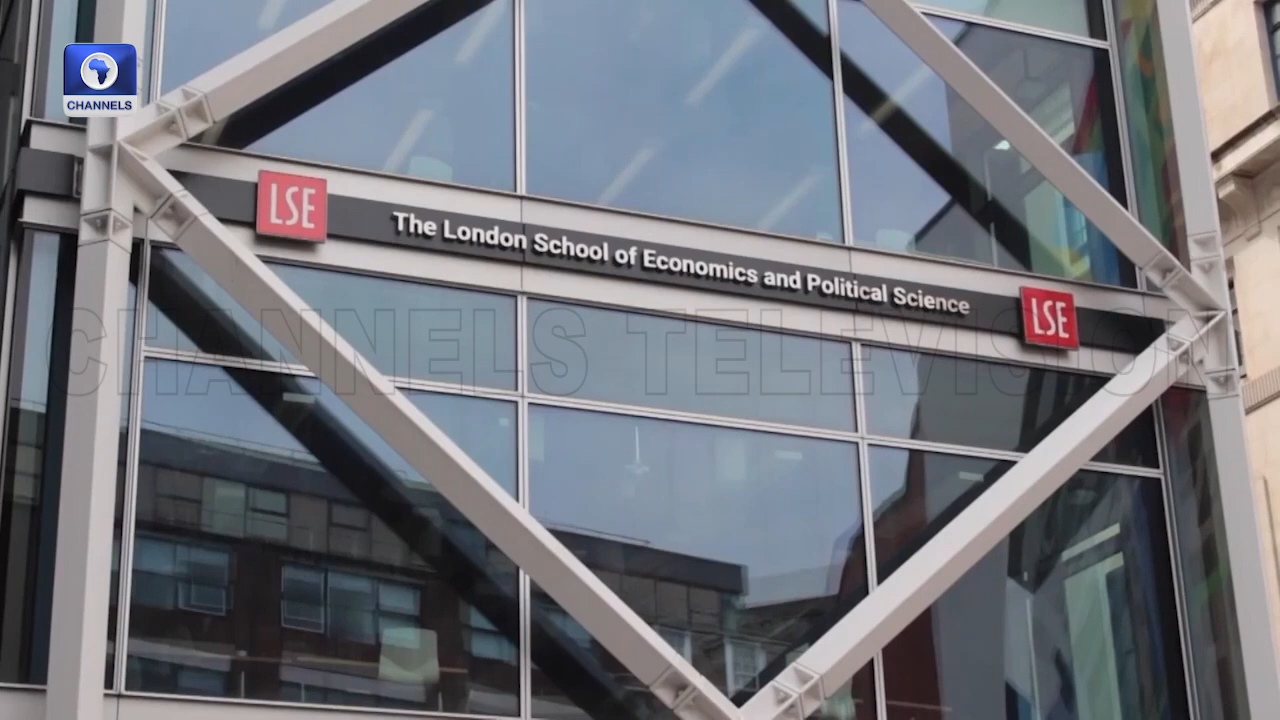 CHANNELS
LSE
The London School of Economics and Political Science
LSE
CHANNELS TELEVISION